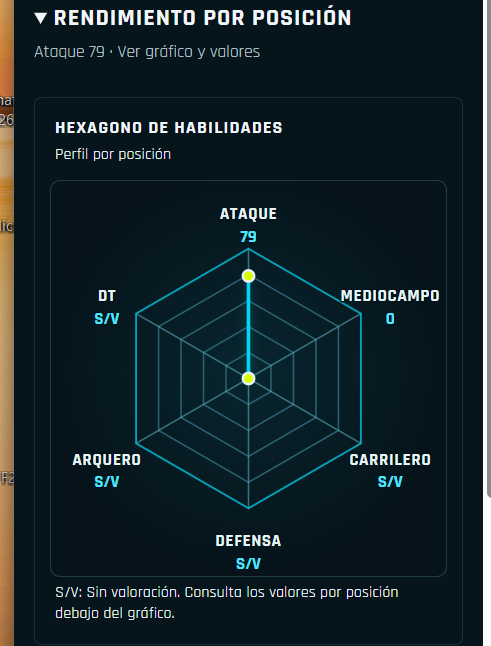 ▼ RENDIMIENTO POR POSICIÓN
Ataque 79 · Ver gráfico y valores
HEXAGONO DE HABILIDADES
Perfil por posición
ATAQUE
79
DT
S/V
MEDIOCAMPO
0
ARQUERO
S/V
CARRILERO
S/V
DEFENSA
S/V
S/V: Sin valoración. Consulta los valores por posición
debajo del gráfico.